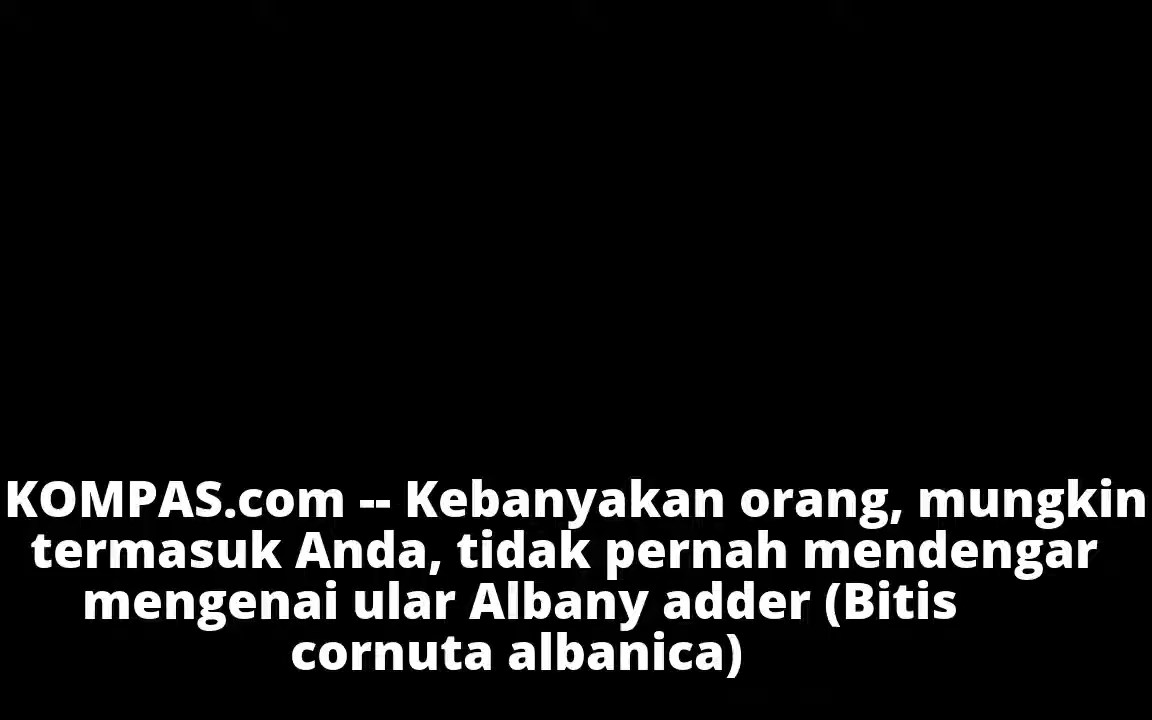 KOMPAS.com -- Kebanyakan orang, mungkin
termasuk Anda, tidak pernah mendengar
mengenai ular Albany adder (Bitis
cornuta albanica)